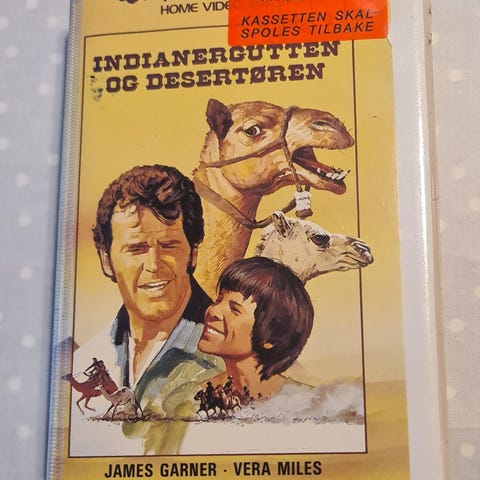 HOME VIDEO
KASSETTEN SKAL
SPOLES TILBAKE
INDIANERGUTTEN
OG DESERTØREN
JAMES GARNER · VERA MILES